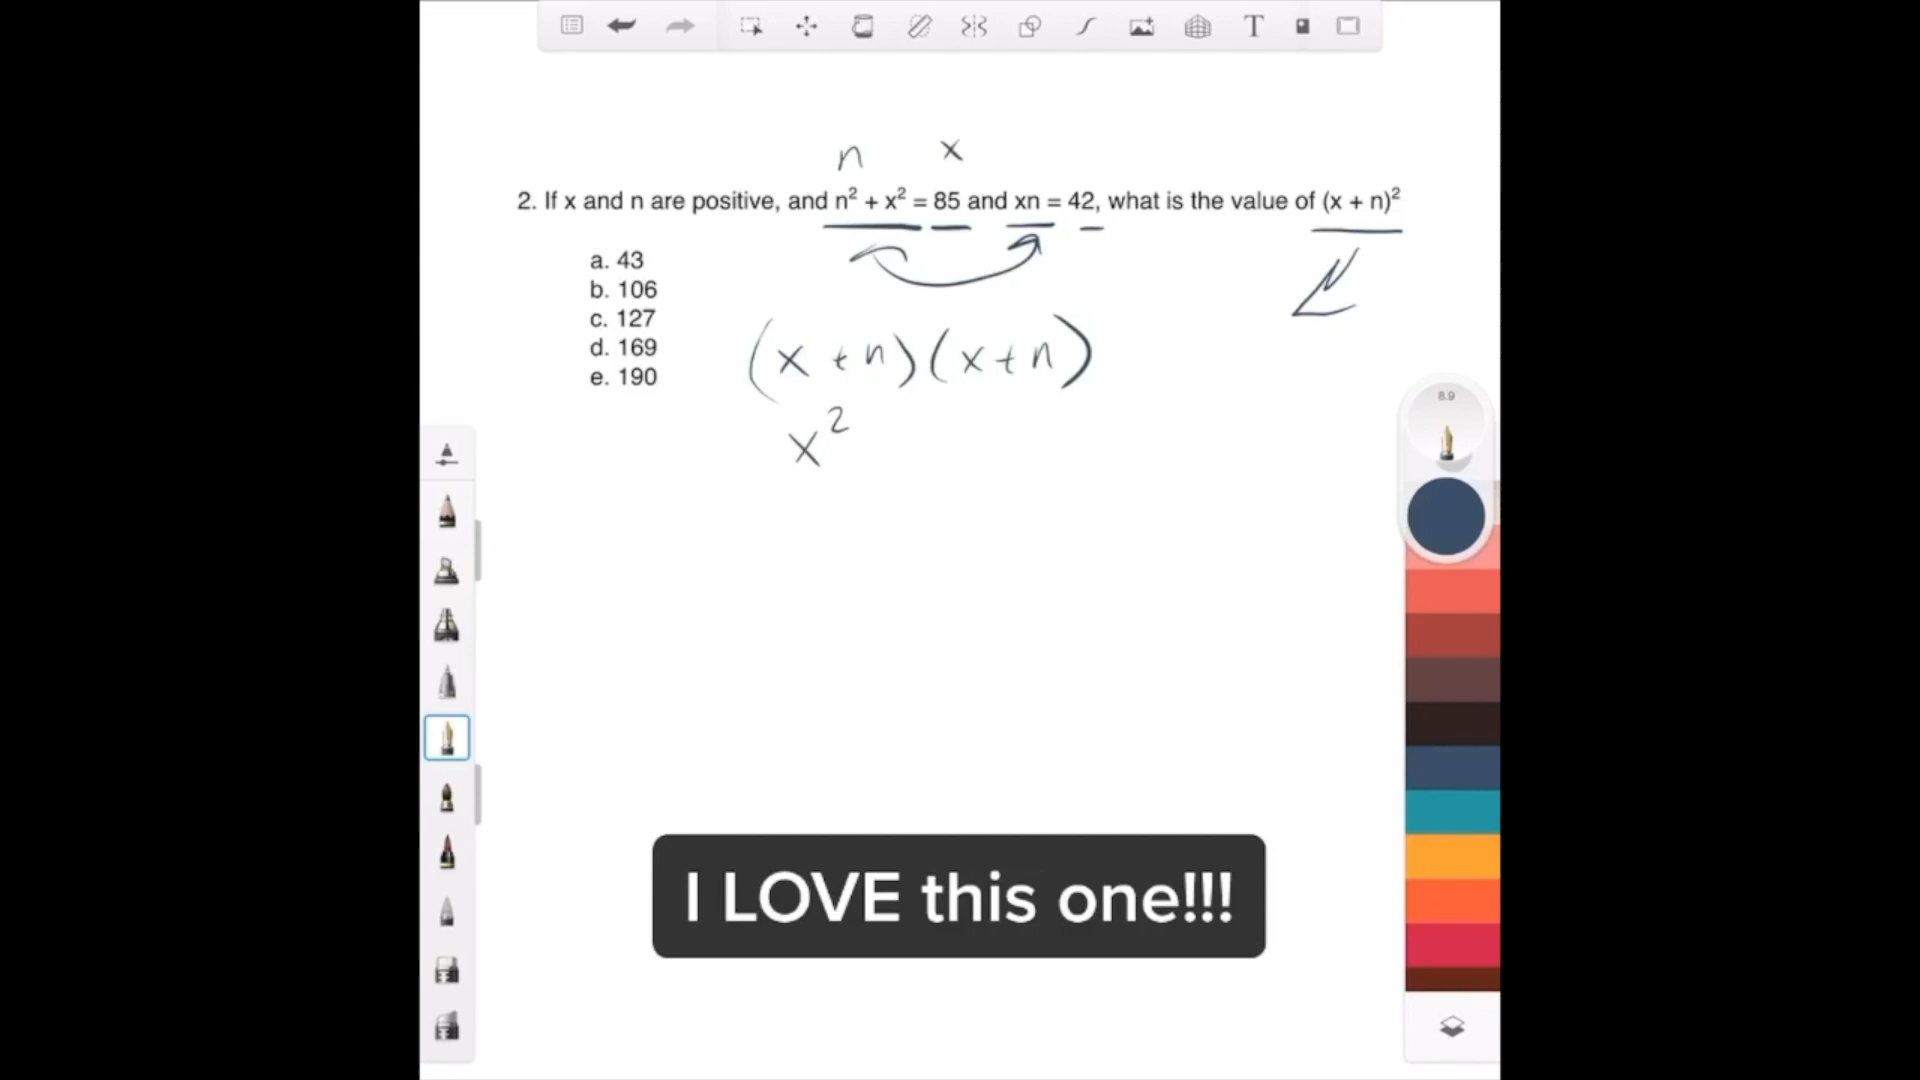 T
n x
2. If x and n are positive, and n² + x² = 85 and xn = 42, what is the value of (x + n)²
a. 43
b. 106
c. 127
d. 169
e. 190
(x + n)(x + n)
x²
8.9
I LOVE this one!!!